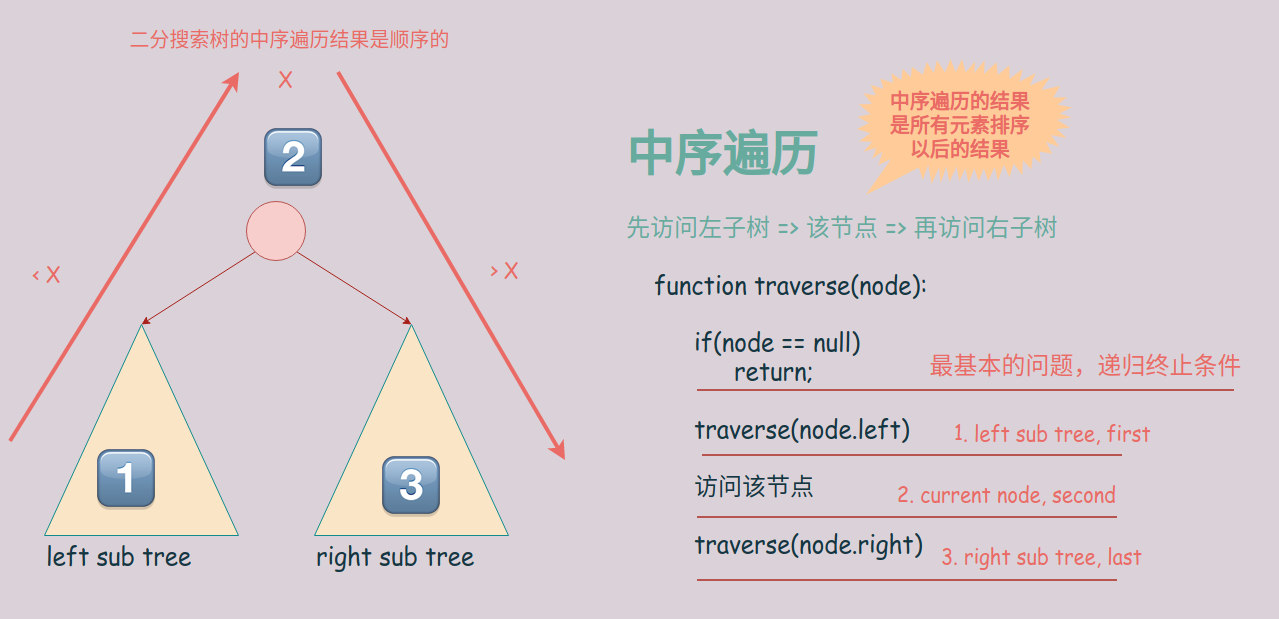 二分搜索树的中序遍历结果是顺序的
X
2
< X
> X
1
3
left sub tree
right sub tree
中序遍历的结果
是所有元素排序
以后的结果
中序遍历
先访问左子树 => 该节点 => 再访问右子树
function traverse(node):
if(node == null)
return;
最基本的问题，递归终止条件
traverse(node.left)
1. left sub tree, first
访问该节点
2. current node, second
traverse(node.right)
3. right sub tree, last